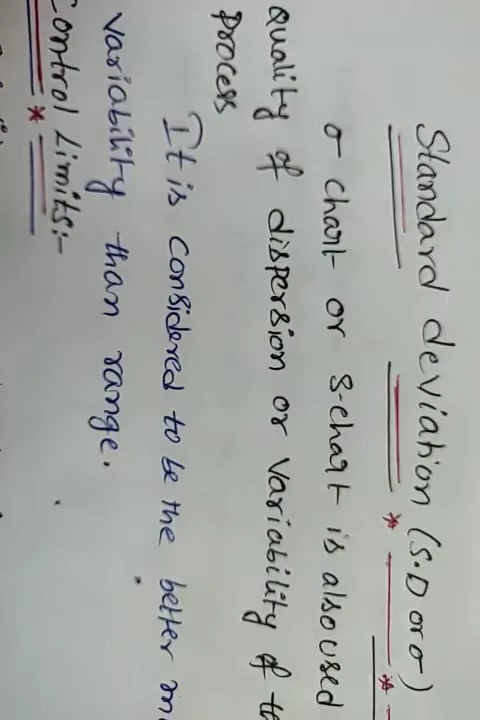 Standard deviation (S.D or σ)
σ chart or S-chart is also used
quality of dispersion or variability of
process
It is considered to be the better
variability than range.
Control Limits:-